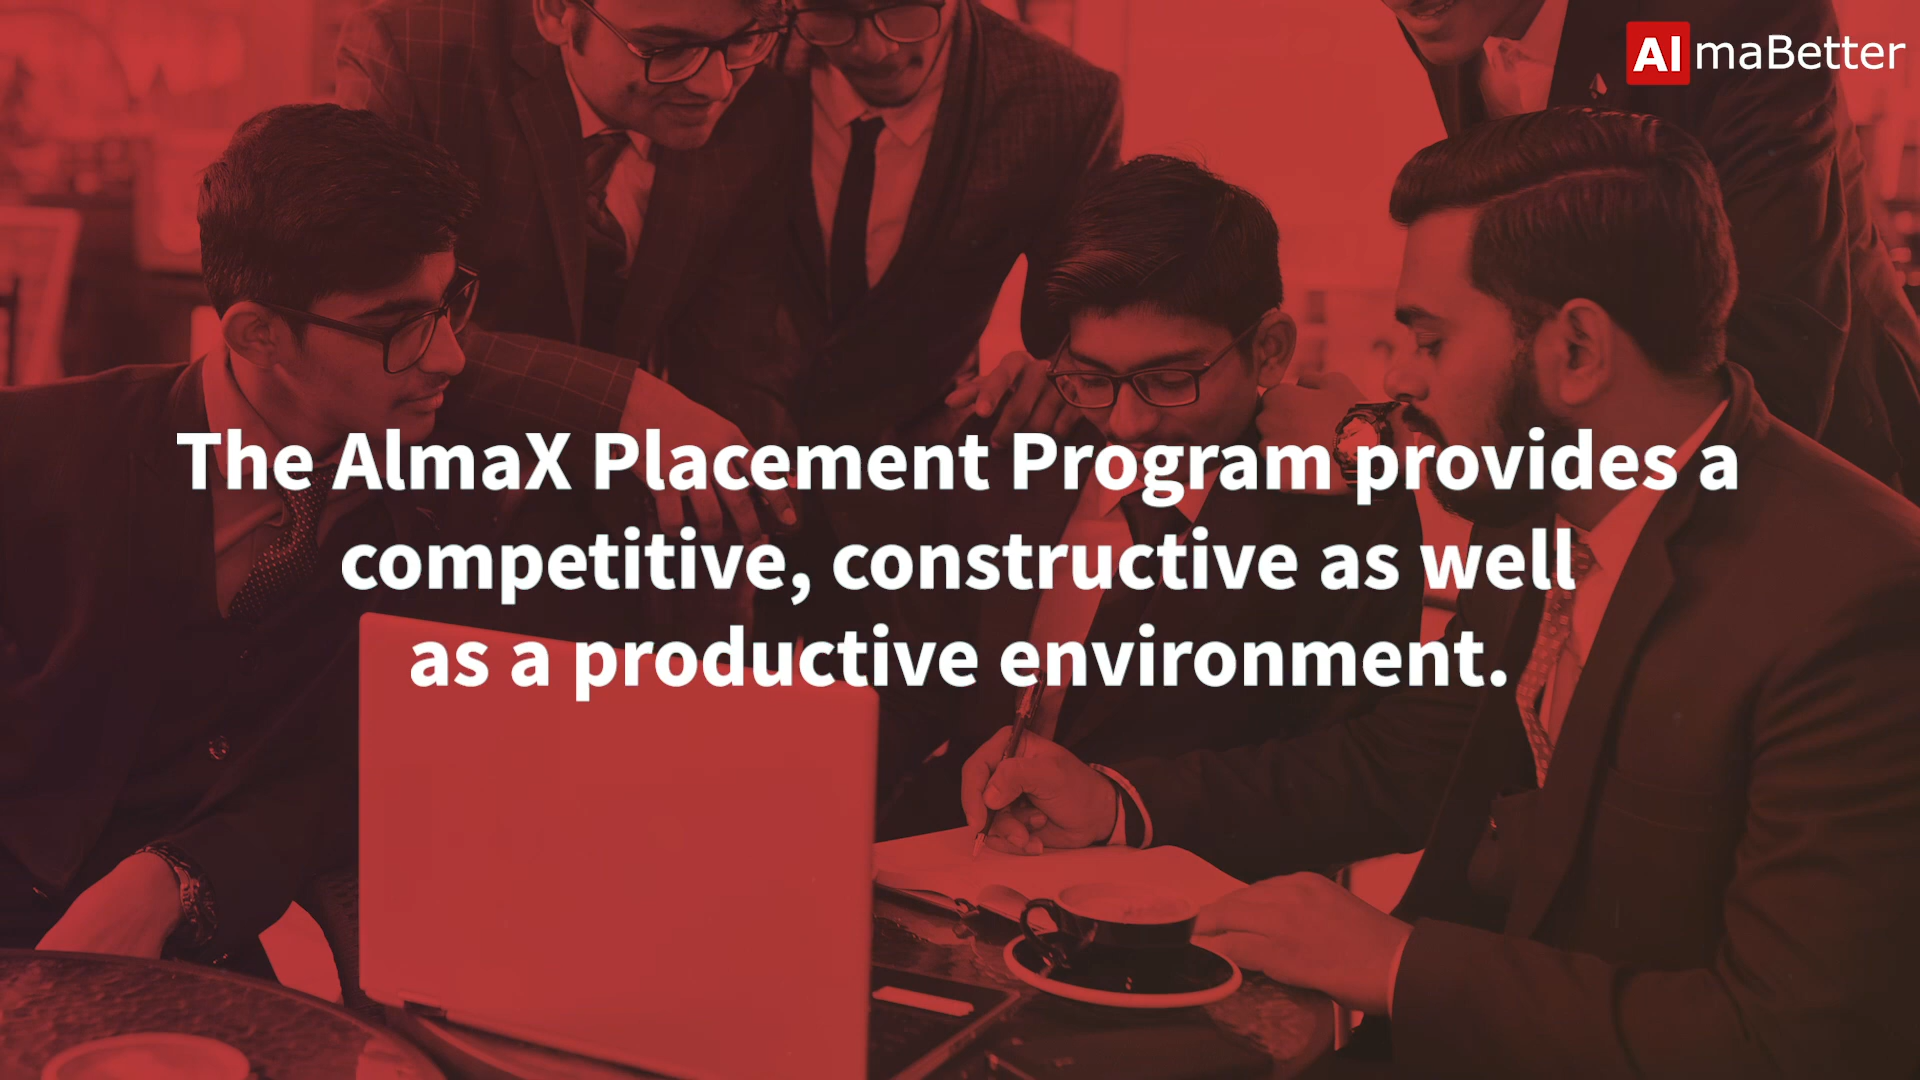 AlmaBetter
The AlmaX Placement Program provides a
competitive, constructive as well
as a productive environment.